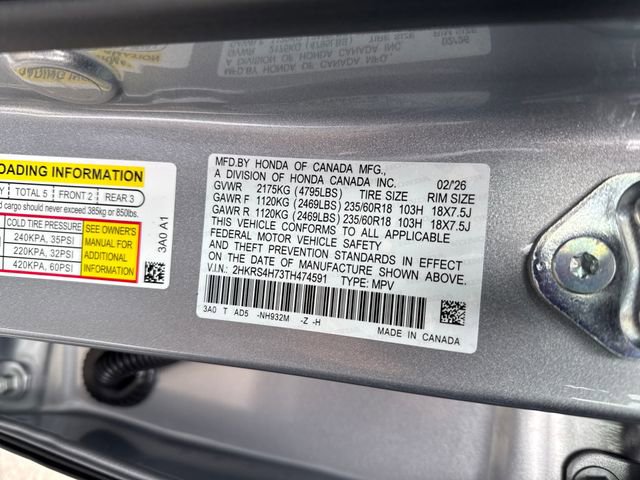 OADING INFORMATION
Y TOTAL 5 FRONT 2 REAR 3
d cargo should never exceed 385kg or 850lbs.
COLD TIRE PRESSURE
240KPA, 35PSI
220KPA, 32PSI
420KPA, 60PSI
SEE OWNER'S
MANUAL FOR
ADDITIONAL
INFORMATION
3A0 A1
MFD.BY HONDA OF CANADA MFG.,
A DIVISION OF HONDA CANADA INC. 02/26
GVWR 2175KG (4795LBS) TIRE SIZE RIM SIZE
GAWR F 1120KG (2469LBS) 235/60R18 103H 18X7.5J
GAWR R 1120KG (2469LBS) 235/60R18 103H 18X7.5J
THIS VEHICLE CONFORMS TO ALL APPLICABLE
FEDERAL MOTOR VEHICLE SAFETY
AND THEFT PREVENTION STANDARDS IN EFFECT
ON THE DATE OF MANUFACTURE SHOWN ABOVE.
V.I.N: 2HKRS4H73TH474591 TYPE: MPV
3A0 T AD5 -NH932M -Z -H
MADE IN CANADA